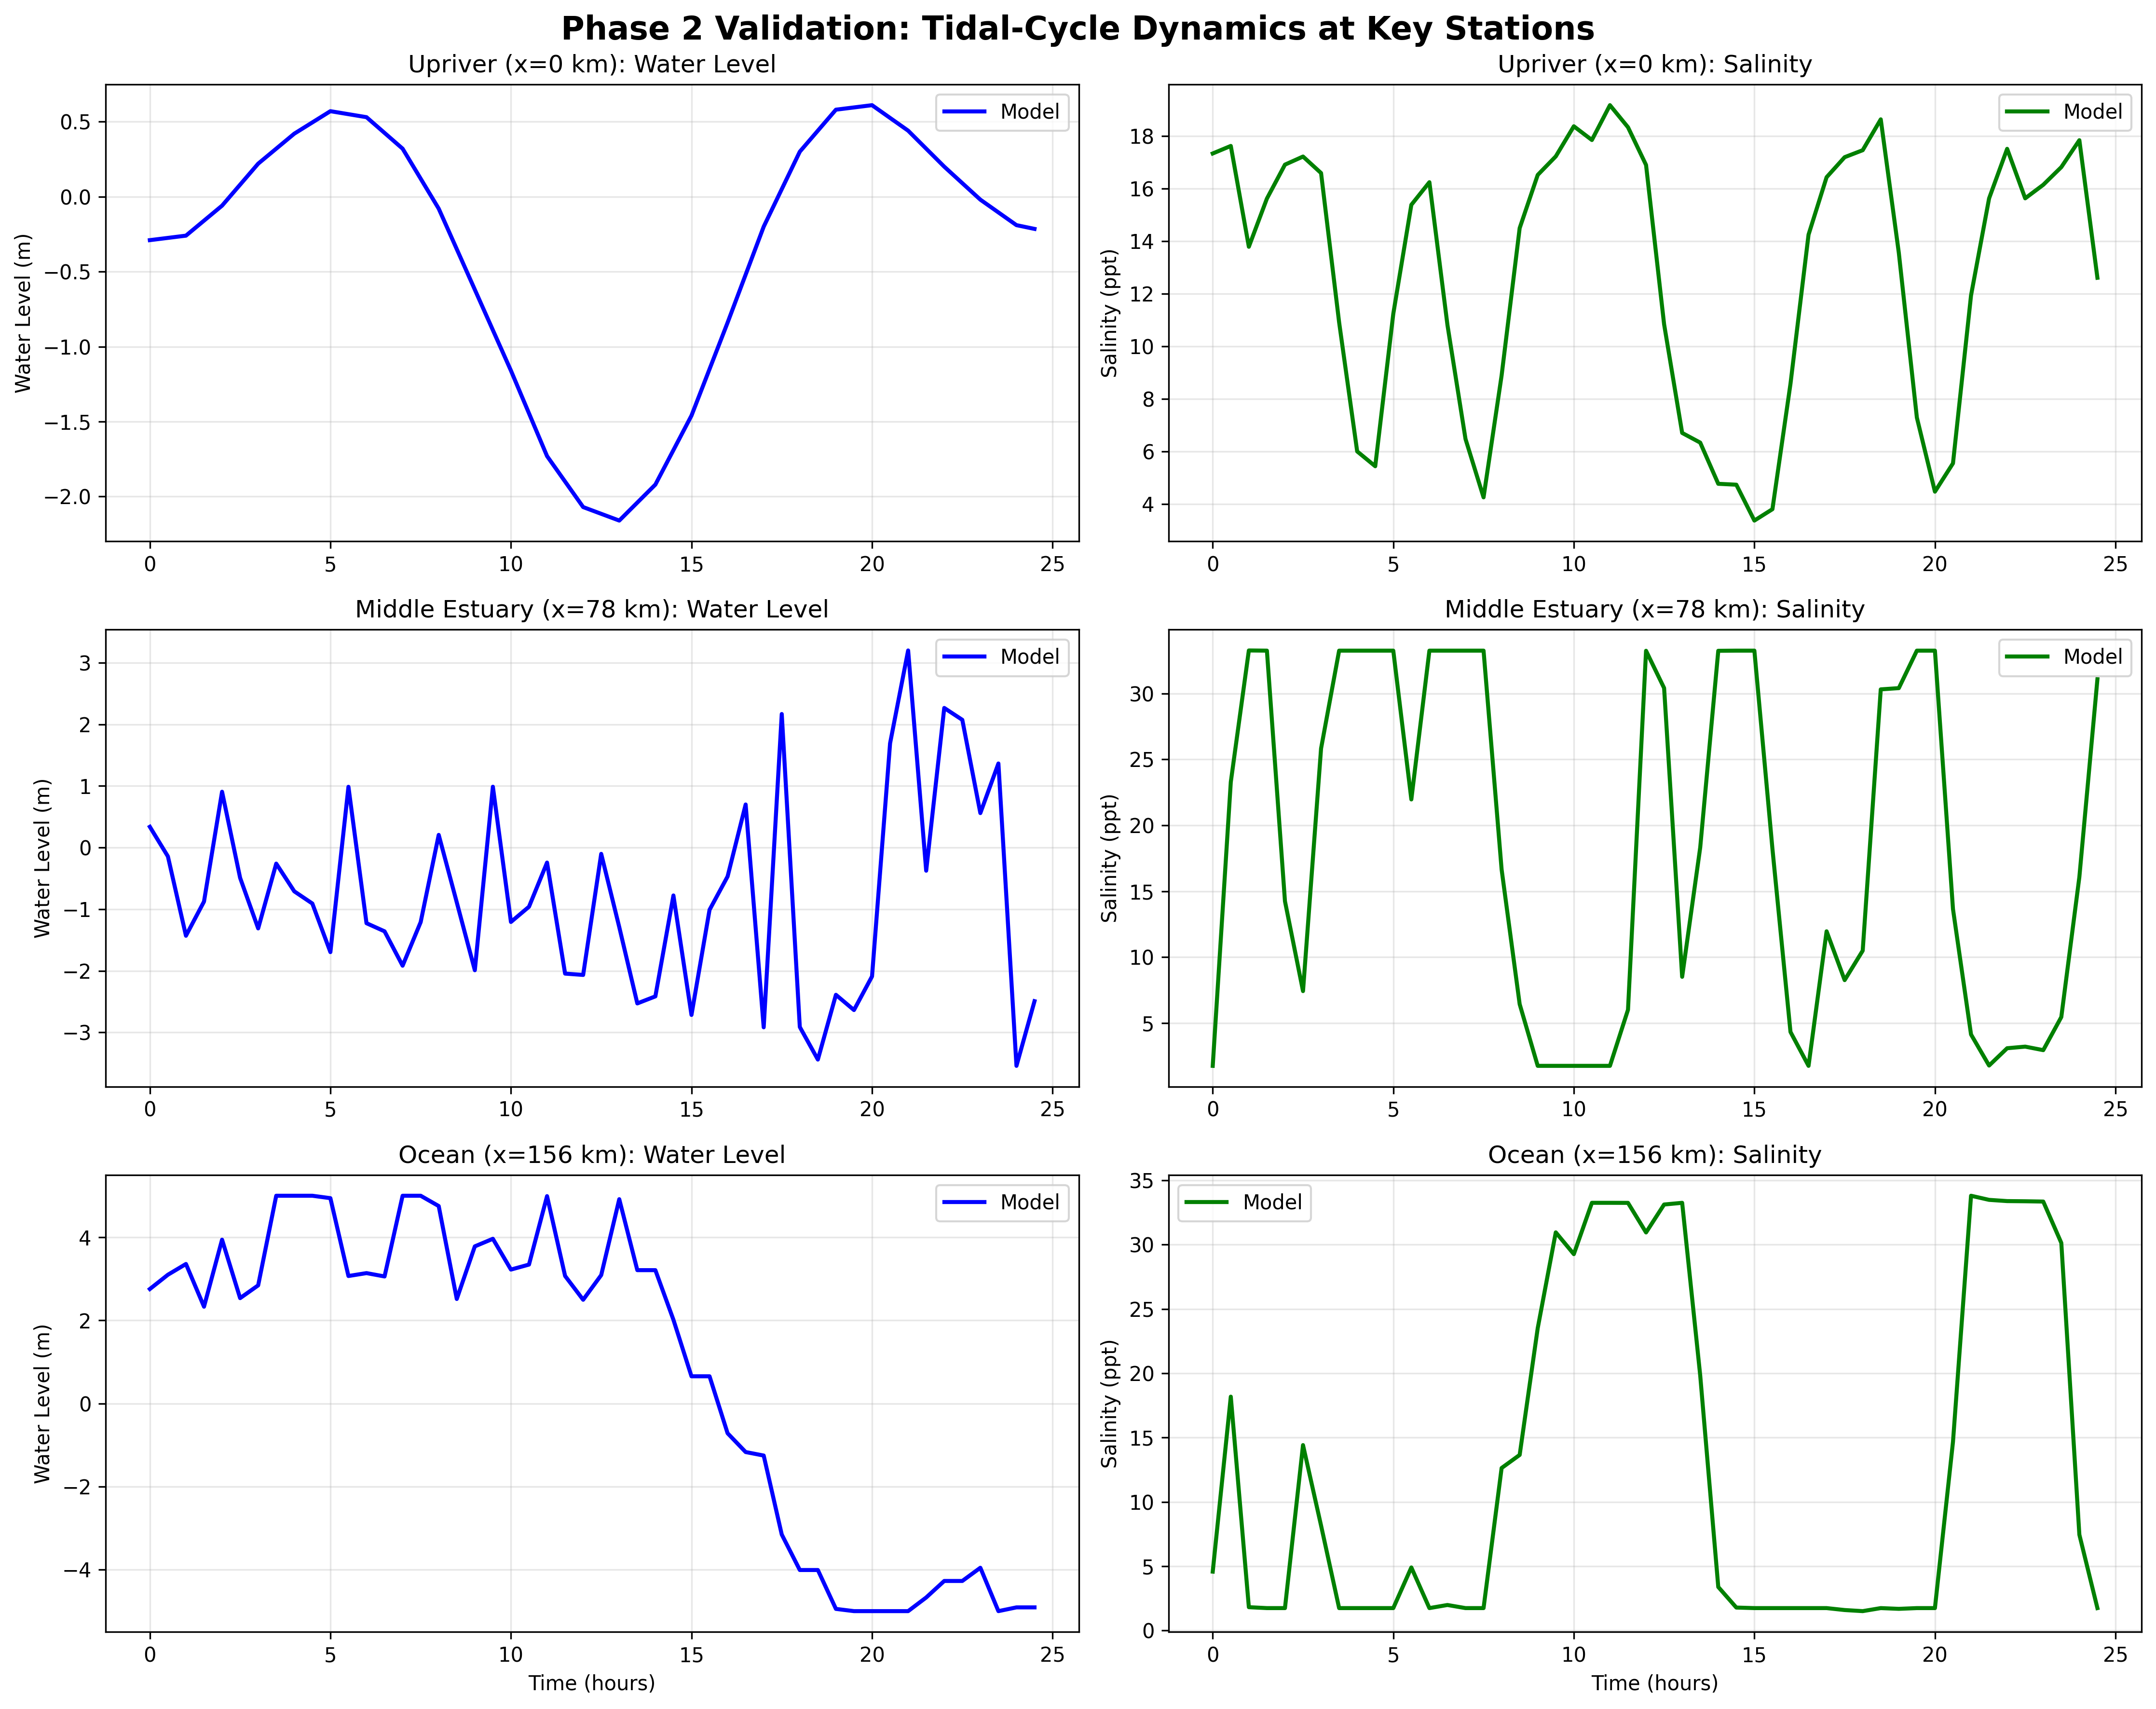 Phase 2 Validation: Tidal-Cycle Dynamics at Key Stations
Upriver (x=0 km): Water Level
Water Level (m)
0.5
0.0
−0.5
−1.0
−1.5
−2.0
Model
0 5 10 15 20 25
Upriver (x=0 km): Salinity
Salinity (ppt)
18
16
14
12
10
8
6
4
Model
0 5 10 15 20 25
Middle Estuary (x=78 km): Water Level
Water Level (m)
3
2
1
0
−1
−2
−3
Model
0 5 10 15 20 25
Middle Estuary (x=78 km): Salinity
Salinity (ppt)
30
25
20
15
10
5
Model
0 5 10 15 20 25
Ocean (x=156 km): Water Level
Water Level (m)
4
2
0
−2
−4
Model
0 5 10 15 20 25
Time (hours)
Ocean (x=156 km): Salinity
Salinity (ppt)
35
30
25
20
15
10
5
0
Model
0 5 10 15 20 25
Time (hours)